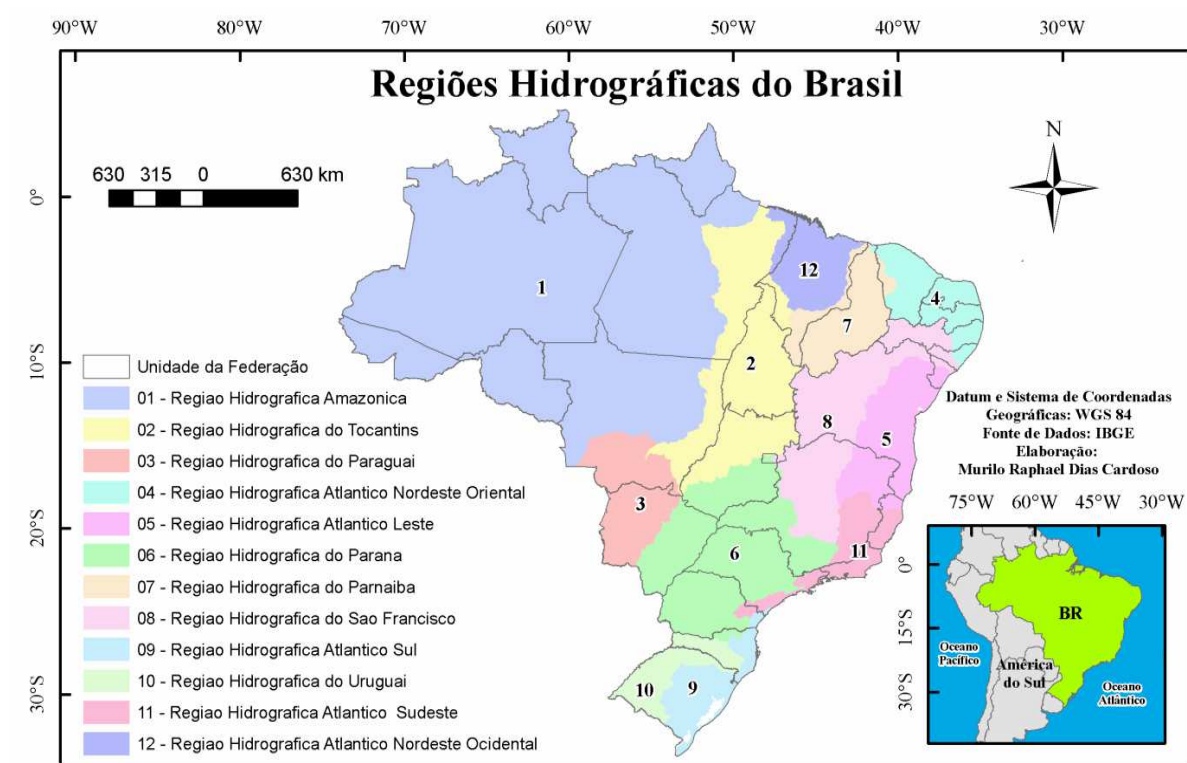 90°W 80°W 70°W 60°W 50°W 40°W 30°W
Regiões Hidrográficas do Brasil
N
630 315 0 630 km
0°
10°S
20°S
30°S
1
2
3
4
5
6
7
8
9
10
11
12
Unidade da Federação
01 - Regiao Hidrografica Amazonica
02 - Regiao Hidrografica do Tocantins
03 - Regiao Hidrografica do Paraguai
04 - Regiao Hidrografica Atlantico Nordeste Oriental
05 - Regiao Hidrografica Atlantico Leste
06 - Regiao Hidrografica do Parana
07 - Regiao Hidrografica do Parnaiba
08 - Regiao Hidrografica do Sao Francisco
09 - Regiao Hidrografica Atlantico Sul
10 - Regiao Hidrografica do Uruguai
11 - Regiao Hidrografica Atlantico Sudeste
12 - Regiao Hidrografica Atlantico Nordeste Ocidental
Datum e Sistema de Coordenadas
Geográficas: WGS 84
Fonte de Dados: IBGE
Elaboração:
Murilo Raphael Dias Cardoso
75°W 60°W 45°W 30°W
0°
15°S
30°S
BR
Oceano
Pacífico
América
do Sul
Oceano
Atlântico